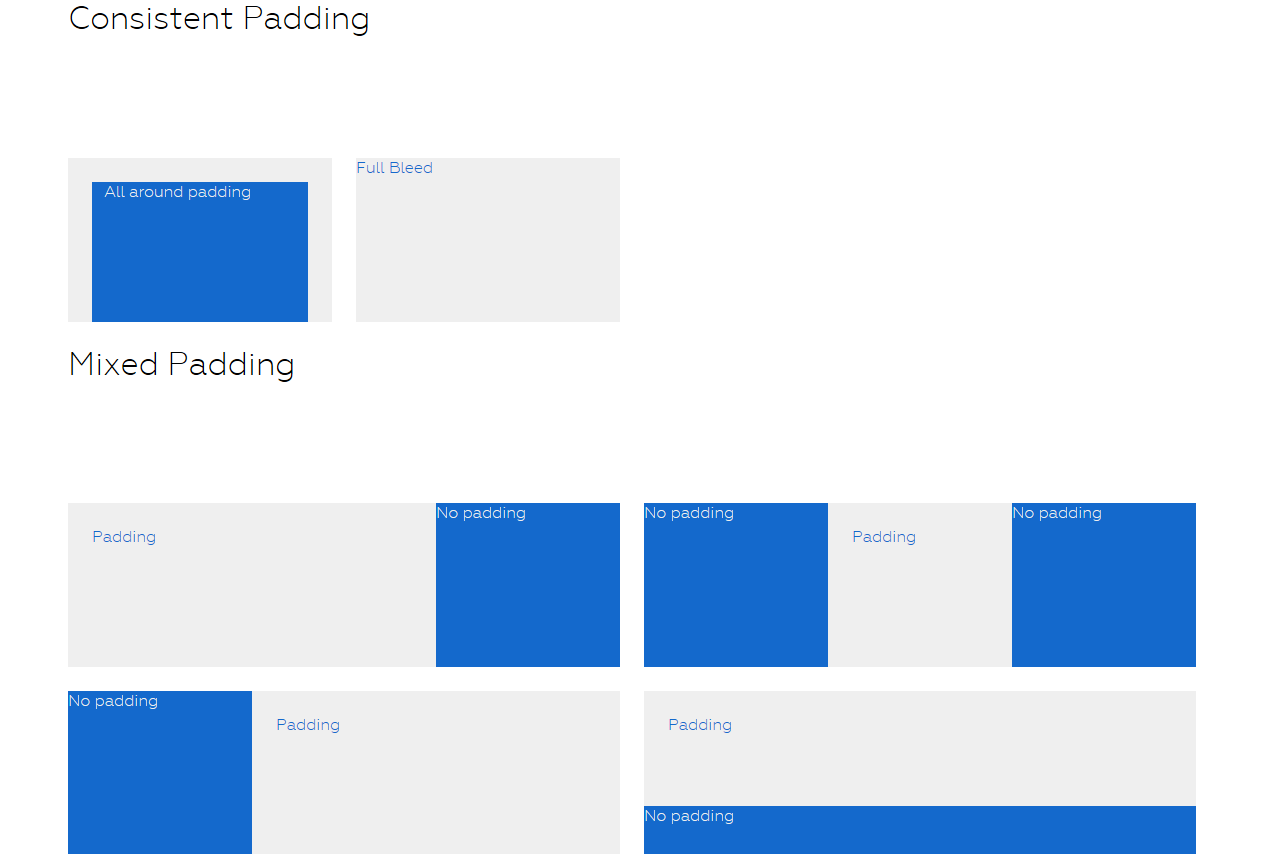 Consistent Padding
All around padding
Full Bleed
Mixed Padding
Padding
No padding
No padding
Padding
No padding
No padding
Padding
Padding
No padding